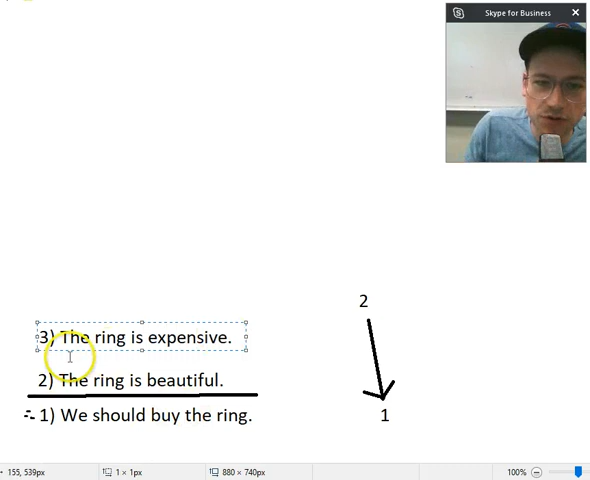 Skype for Business
2
3) The ring is expensive.
2) The ring is beautiful.
∴ 1) We should buy the ring.
1
155, 539px
1 × 1px
880 × 740px
100%